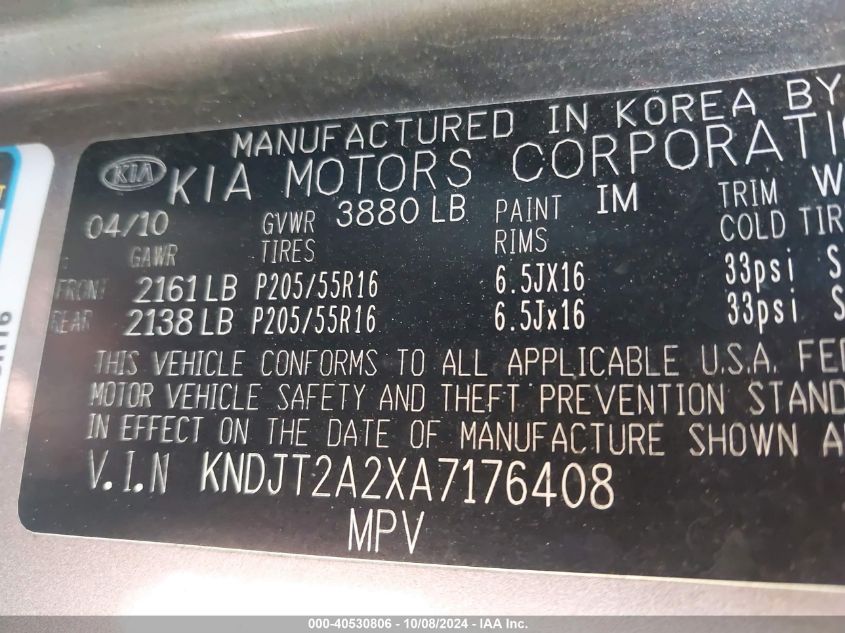 MANUFACTURED IN KOREA BY
KIA KIA MOTORS CORPORATI
04/10 GVWR 3880 LB PAINT IM TRIM W
GAWR TIRES RIMS COLD TIR
FRONT 2161 LB P205/55R16 6.5JX16 33psi S
REAR 2138 LB P205/55R16 6.5Jx16 33psi S
THIS VEHICLE CONFORMS TO ALL APPLICABLE U.S.A. FED
MOTOR VEHICLE SAFETY AND THEFT PREVENTION STAND
IN EFFECT ON THE DATE OF MANUFACTURE SHOWN A
V.I.N KNDJT2A2XA7176408
MPV
000-40530806 - 10/08/2024 - IAA Inc.